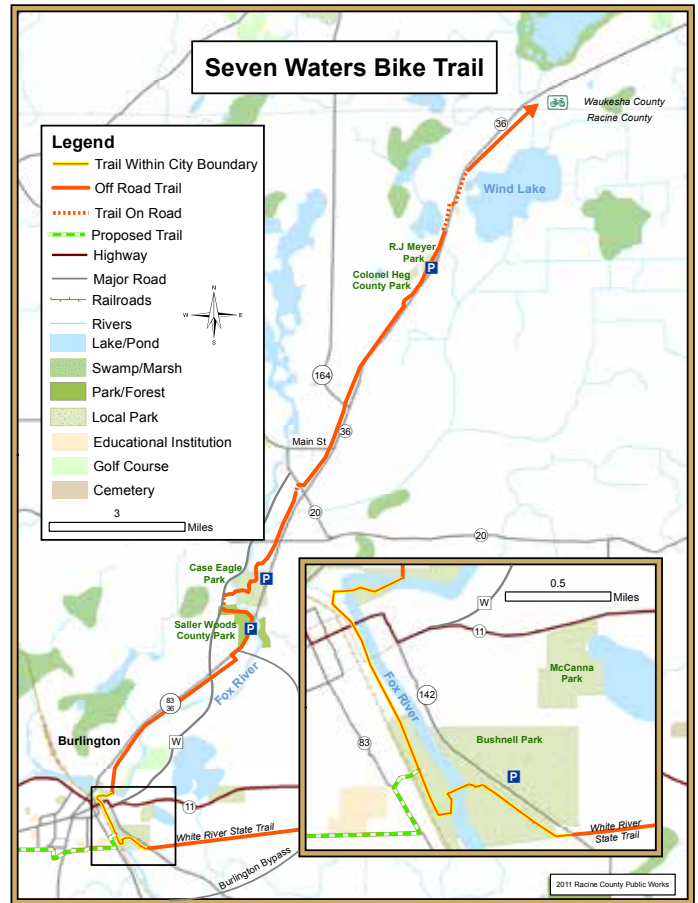 Seven Waters Bike Trail
36
Waukesha County
Racine County
Legend
Trail Within City Boundary
Off Road Trail
Trail On Road
Proposed Trail
Highway
Major Road
Railroads
Rivers
Lake/Pond
Swamp/Marsh
Park/Forest
Local Park
Educational Institution
Golf Course
Cemetery
3
Miles
N
W
E
S
Wind Lake
R.J Meyer
Park
P
Colonel Heg
County Park
164
36
Main St
20
20
Case Eagle
Park
P
Saller Woods
County Park
P
Fox River
83
36
Burlington
W
11
White River State Trail
Burlington Bypass
0.5
Miles
W
11
McCanna
Park
Fox River
142
83
Bushnell Park
P
White River
State Trail
2011 Racine County Public Works